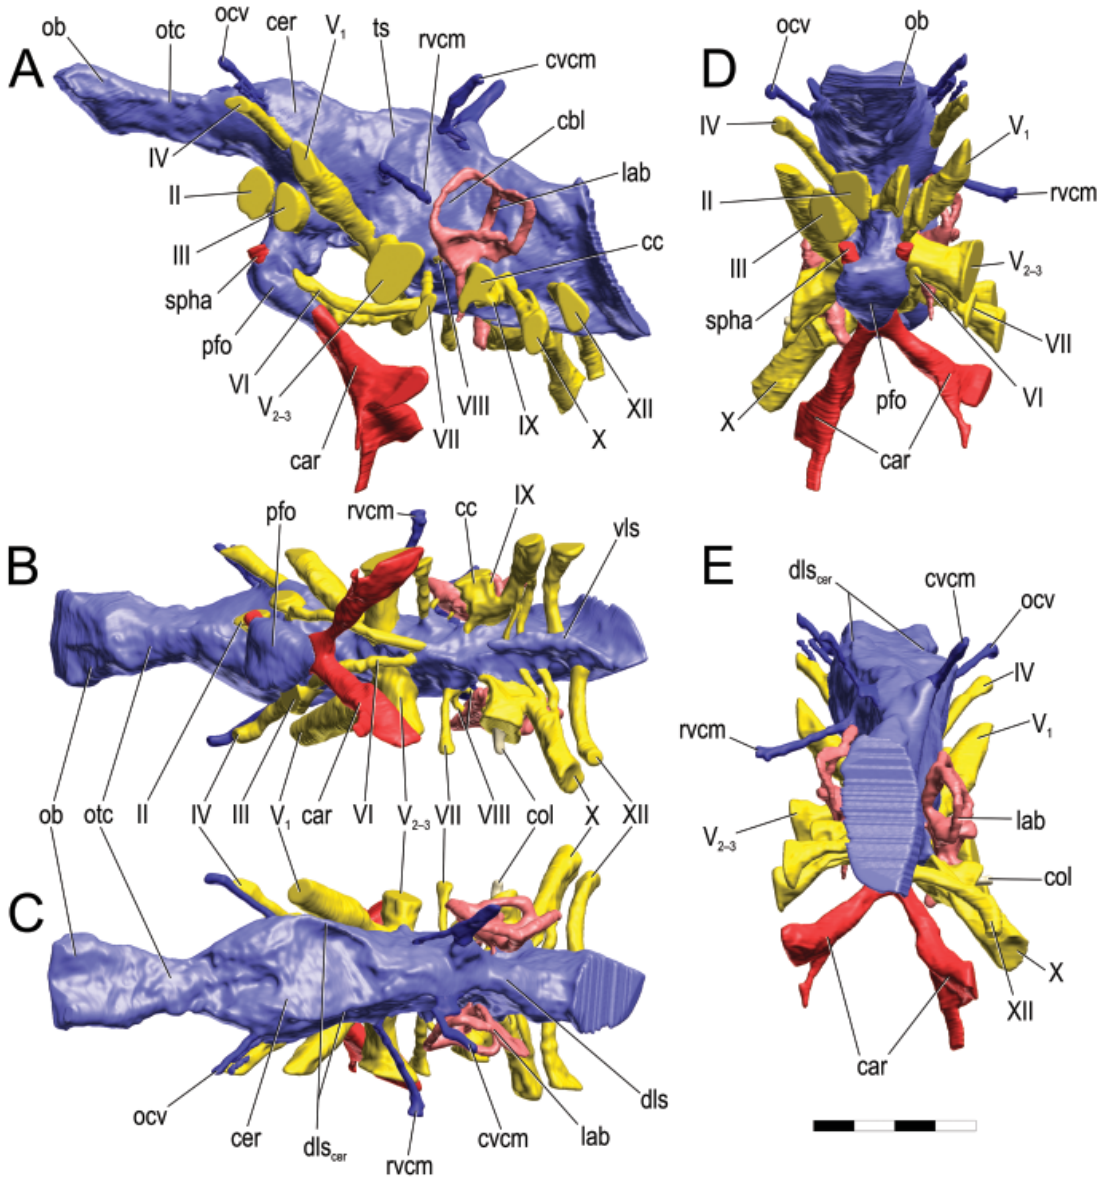 A
ob
otc
ocv
cer
V₁
ts
rvcm
cvcm
cbl
lab
cc
IV
II
III
spha
pfo
VI
V₂₋₃
car
VII
VIII
IX
X
XII
D
ocv
ob
IV
V₁
II
rvcm
III
V₂₋₃
spha
VII
pfo
VI
X
car
B
pfo
rvcm
cc
IX
vls
ob
otc
II
IV
III
V₁
car
VI
V₂₋₃
VII
VIII
col
X
XII
C
ocv
cer
dlscer
rvcm
cvcm
lab
dls
E
dlscer
cvcm
ocv
IV
rvcm
V₁
V₂₋₃
lab
col
X
XII
car